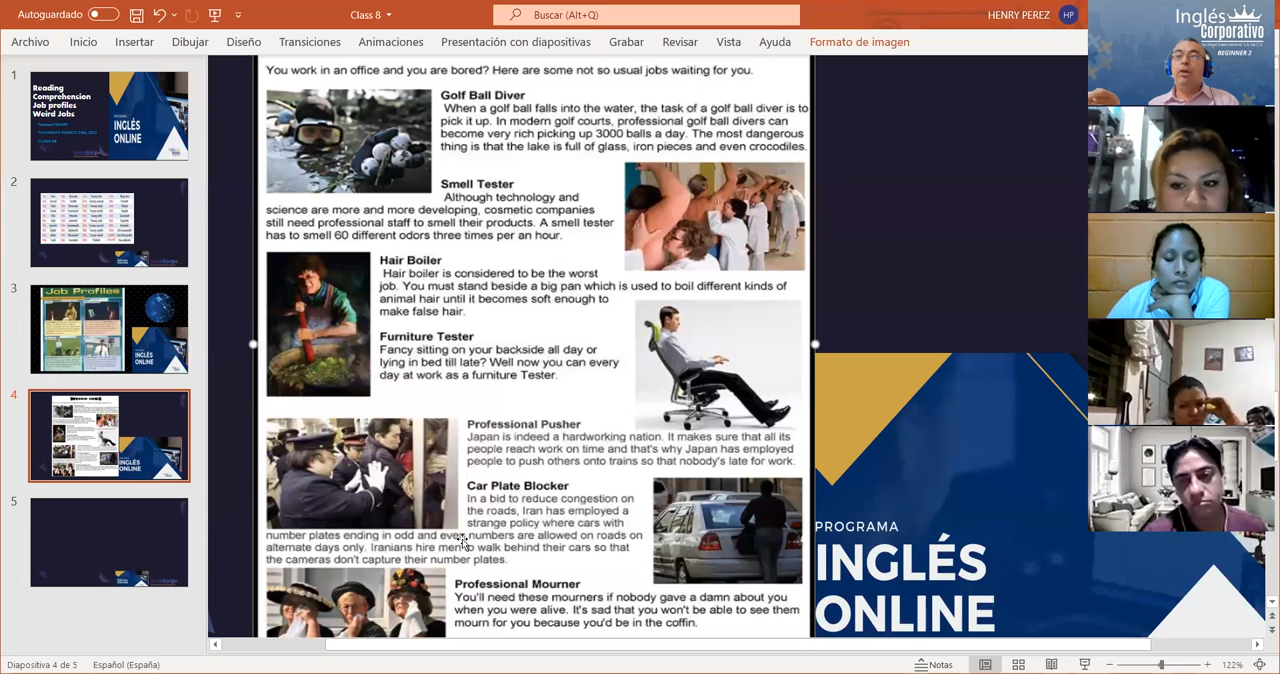 Autoguardado
Class 8
Buscar (Alt+Q)
HENRY PEREZ
HP
Archivo Inicio Insertar Dibujar Diseño Transiciones Animaciones Presentación con diapositivas Grabar Revisar Vista Ayuda Formato de imagen
1
Reading
Comprehension
Job profiles
Weird Jobs
INGLÉS
ONLINE
2
3
Job Profiles
INGLÉS
ONLINE
4
INGLÉS
ONLINE
5
You work in an office and you are bored? Here are some not so usual jobs waiting for you.
Golf Ball Diver
When a golf ball falls into the water, the task of a golf ball diver is to
pick it up. In modern golf courts, professional golf ball divers can
become very rich picking up 3000 balls a day. The most dangerous
thing is that the lake is full of glass, iron pieces and even crocodiles.
Smell Tester
Although technology and
science are more and more developing, cosmetic companies
still need professional staff to smell their products. A smell tester
has to smell 60 different odors three times per an hour.
Hair Boiler
Hair boiler is considered to be the worst
job. You must stand beside a big pan which is used to boil different kinds of
animal hair until it becomes soft enough to
make false hair.
Furniture Tester
Fancy sitting on your backside all day or
lying in bed till late? Well now you can every
day at work as a furniture Tester.
Professional Pusher
Japan is indeed a hardworking nation. It makes sure that all its
people reach work on time and that's why Japan has employed
people to push others onto trains so that nobody's late for work.
Car Plate Blocker
In a bid to reduce congestion on
the roads, Iran has employed a
strange policy where cars with
number plates ending in odd and even numbers are allowed on roads on
alternate days only. Iranians hire men to walk behind their cars so that
the cameras don't capture their number plates.
Professional Mourner
You'll need these mourners if nobody gave a damn about you
when you were alive. It's sad that you won't be able to see them
mourn for you because you'd be in the coffin.
PROGRAMA
INGLÉS
ONLINE
Inglés
Corporativo
BEGINNER 2
Diapositiva 4 de 5 Español (España)
Notas
122%